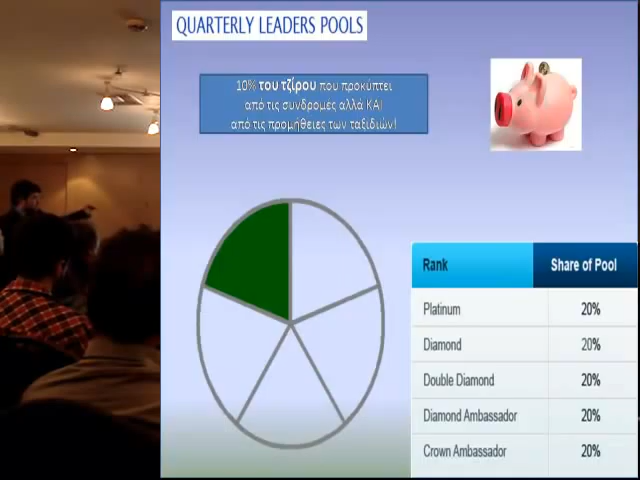 QUARTERLY LEADERS POOLS
10% του τζίρου που προκύπτει
από τις συνδρομές αλλά ΚΑΙ
από τις προμήθειες των ταξιδιών!
Rank Share of Pool
Platinum 20%
Diamond 20%
Double Diamond 20%
Diamond Ambassador 20%
Crown Ambassador 20%